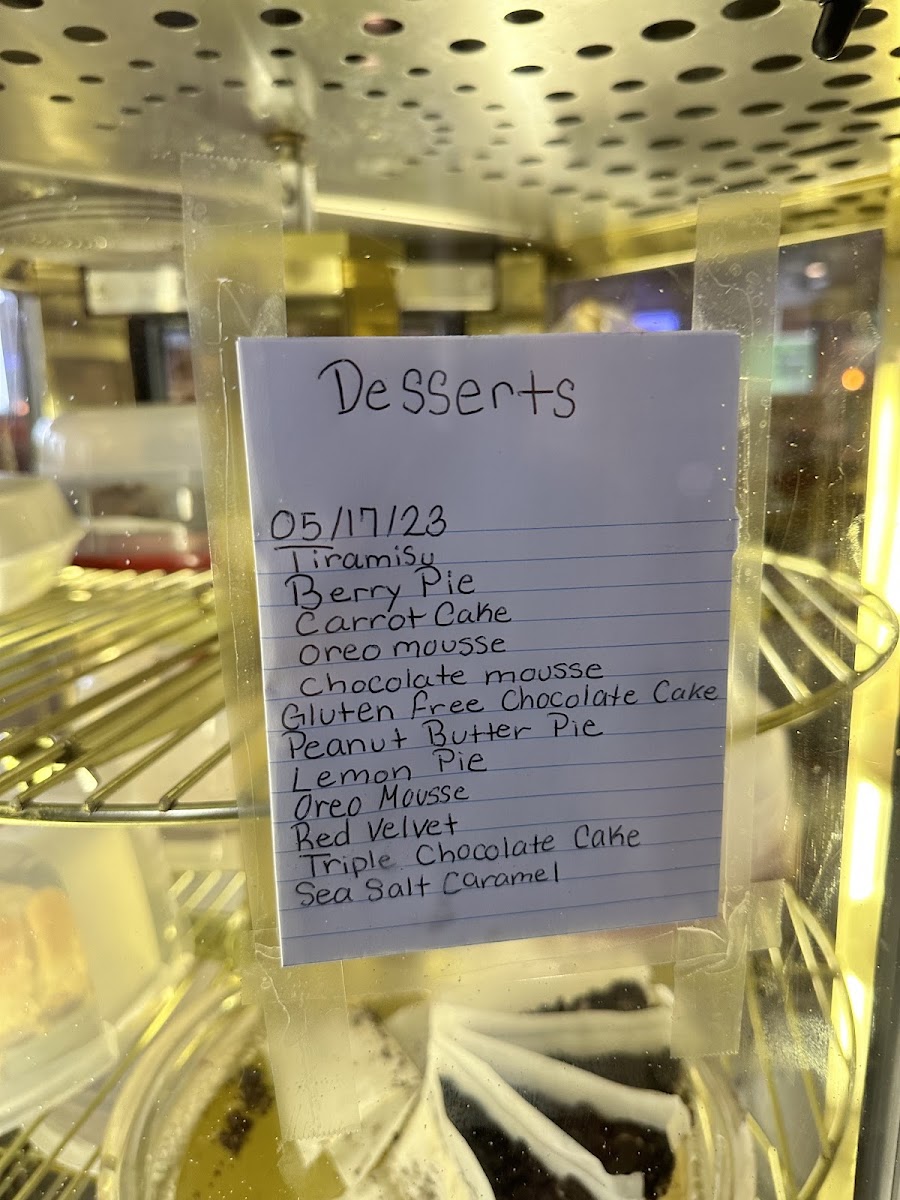 Desserts
05/17/23
Tiramisu
Berry Pie
Carrot Cake
Oreo mousse
Chocolate mousse
Gluten free Chocolate Cake
Peanut Butter Pie
Lemon Pie
Oreo Mousse
Red Velvet
Triple Chocolate Cake
Sea Salt Caramel